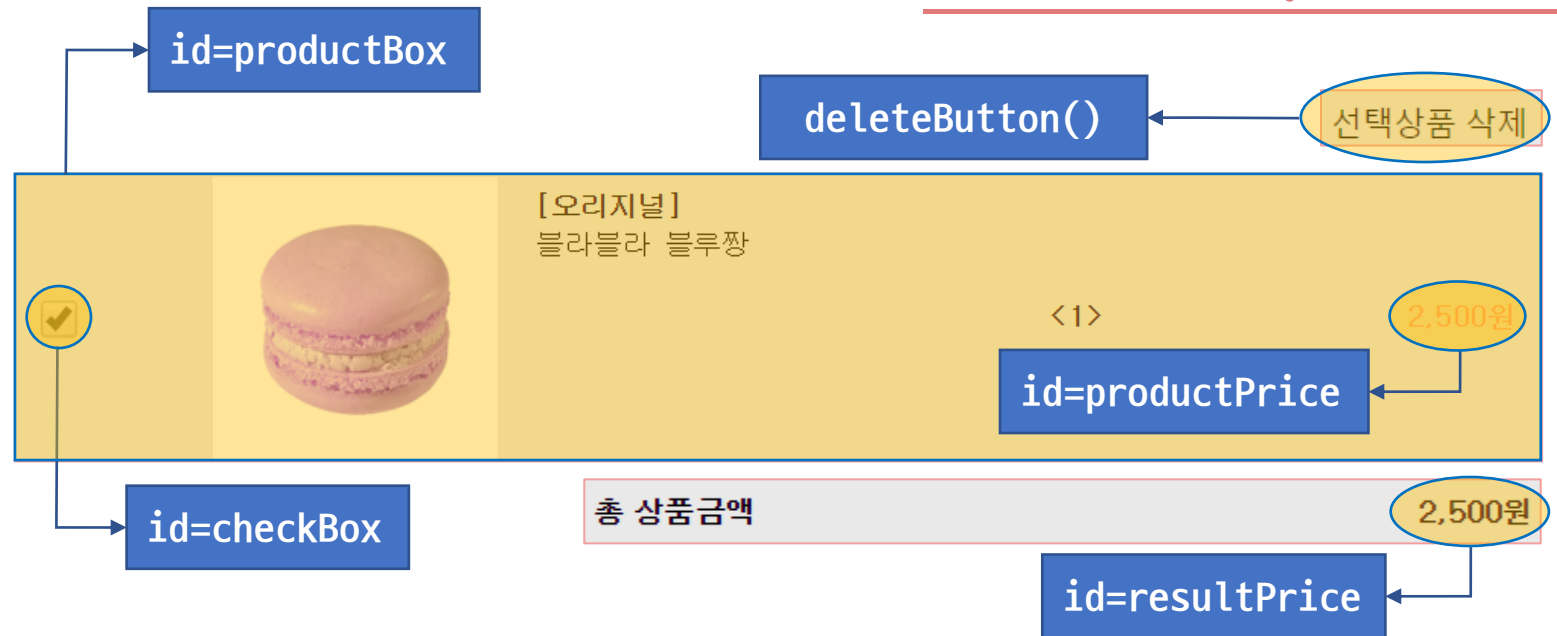 id=productBox
deleteButton()
선택상품 삭제
[오리지널]
블라블라 블루짱
<1>
2,500원
id=productPrice
id=checkBox
총 상품금액
2,500원
id=resultPrice